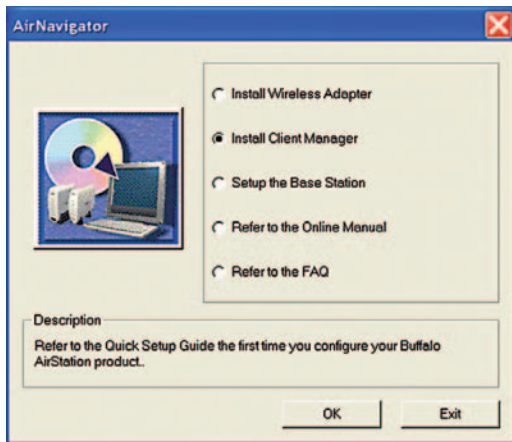 AirNavigator
Install Wireless Adapter
Install Client Manager
Setup the Base Station
Refer to the Online Manual
Refer to the FAQ
Description
Refer to the Quick Setup Guide the first time you configure your Buffalo
AirStation product..
OK
Exit